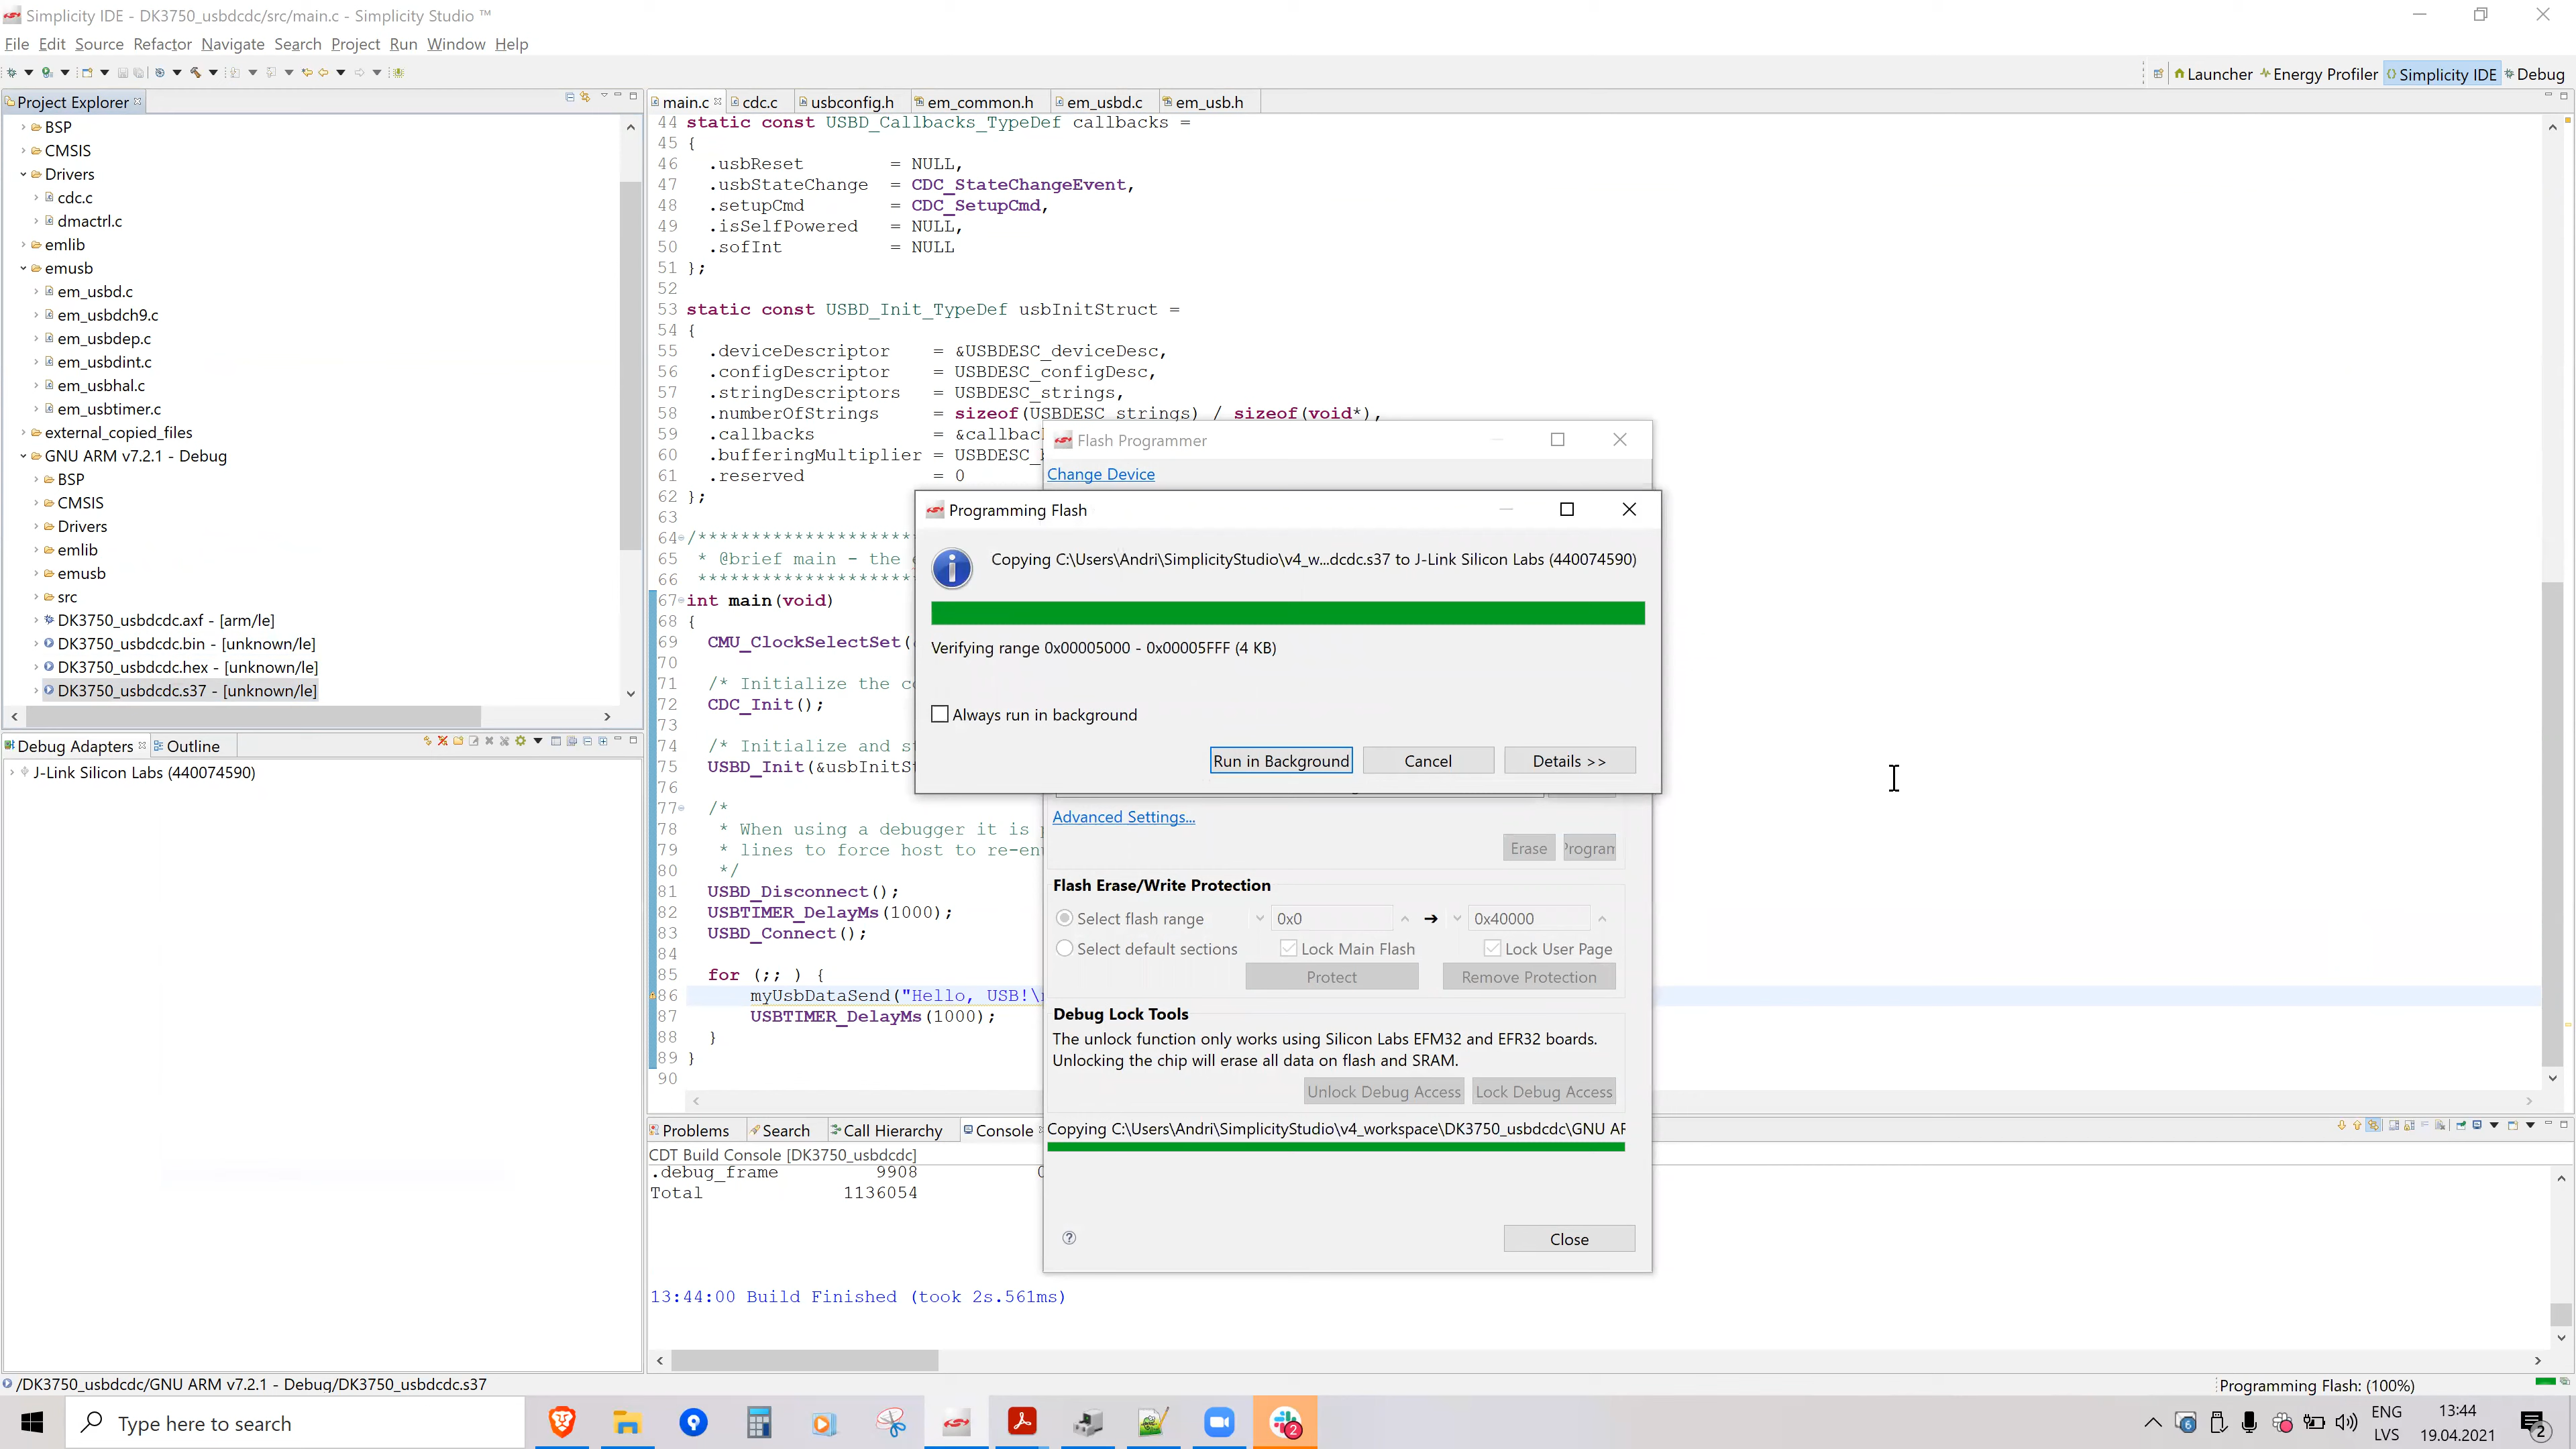 Simplicity IDE - DK3750_usbdcdc/src/main.c - Simplicity Studio ™
File Edit Source Refactor Navigate Search Project Run Window Help
Launcher Energy Profiler Simplicity IDE Debug
Project Explorer
BSP
CMSIS
Drivers
cdc.c
dmactrl.c
emlib
emusb
em_usbd.c
em_usbdch9.c
em_usbdep.c
em_usbdint.c
em_usbhal.c
em_usbtimer.c
external_copied_files
GNU ARM v7.2.1 - Debug
BSP
CMSIS
Drivers
emlib
emusb
src
DK3750_usbdcdc.axf - [arm/le]
DK3750_usbdcdc.bin - [unknown/le]
DK3750_usbdcdc.hex - [unknown/le]
DK3750_usbdcdc.s37 - [unknown/le]
Debug Adapters Outline
J-Link Silicon Labs (440074590)
main.c cdc.c usbconfig.h em_common.h em_usbd.c em_usb.h
44 static const USBD_Callbacks_TypeDef callbacks =
45 {
46 .usbReset = NULL,
47 .usbStateChange = CDC_StateChangeEvent,
48 .setupCmd = CDC_SetupCmd,
49 .isSelfPowered = NULL,
50 .sofInt = NULL
51 };
52
53 static const USBD_Init_TypeDef usbInitStruct =
54 {
55 .deviceDescriptor = &USBDESC_deviceDesc,
56 .configDescriptor = USBDESC_configDesc,
57 .stringDescriptors = USBDESC_strings,
58 .numberOfStrings = sizeof(USBDESC_strings) / sizeof(void*),
59 .callbacks = &callbac
60 .bufferingMultiplier = USBDESC_
61 .reserved = 0
62 };
63
64 /*********************
65 * @brief main - the
66 *********************
67 int main(void)
68 {
69 CMU_ClockSelectSet(
70
71 /* Initialize the c
72 CDC_Init();
73
74 /* Initialize and s
75 USBD_Init(&usbInitSt
76
77 /*
78 * When using a debugger it is p
79 * lines to force host to re-en
80 */
81 USBD_Disconnect();
82 USBTIMER_DelayMs(1000);
83 USBD_Connect();
84
85 for (;; ) {
86 myUsbDataSend("Hello, USB!\
87 USBTIMER_DelayMs(1000);
88 }
89 }
90
Flash Programmer
Change Device
Programming Flash
Copying C:\Users\Andri\SimplicityStudio\v4_w...dcdc.s37 to J-Link Silicon Labs (440074590)
Verifying range 0x00005000 - 0x00005FFF (4 KB)
Always run in background
Run in Background Cancel Details >>
Advanced Settings...
Erase Program
Flash Erase/Write Protection
Select flash range 0x0 0x40000
Select default sections Lock Main Flash Lock User Page
Protect Remove Protection
Debug Lock Tools
The unlock function only works using Silicon Labs EFM32 and EFR32 boards.
Unlocking the chip will erase all data on flash and SRAM.
Unlock Debug Access Lock Debug Access
Copying C:\Users\Andri\SimplicityStudio\v4_workspace\DK3750_usbdcdc\GNU AR
Close
Problems Search Call Hierarchy Console
CDT Build Console [DK3750_usbdcdc]
.debug_frame 9908 0
Total 1136054
13:44:00 Build Finished (took 2s.561ms)
/DK3750_usbdcdc/GNU ARM v7.2.1 - Debug/DK3750_usbdcdc.s37
Programming Flash: (100%)
Type here to search
2
6
ENG
LVS
13:44
19.04.2021
2